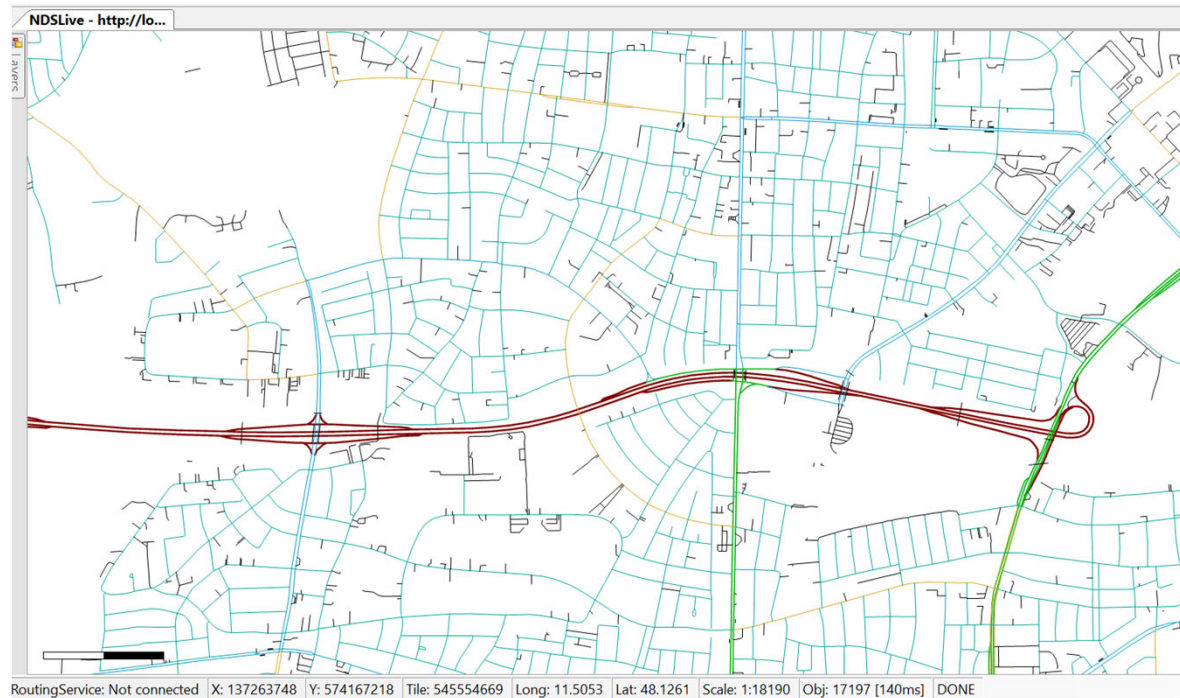 NDSLive - http://lo...
Layers
RoutingService: Not connected X: 137263748 Y: 574167218 Tile: 545554669 Long: 11.5053 Lat: 48.1261 Scale: 1:18190 Obj: 17197 [140ms] DONE